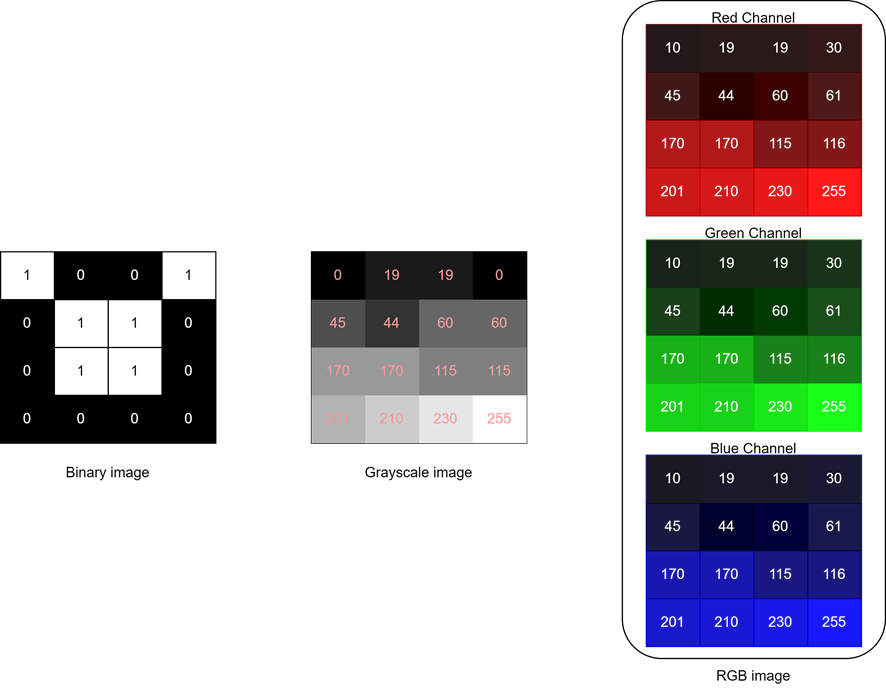 1 0 0 1
0 1 1 0
0 1 1 0
0 0 0 0
Binary image
0 19 19 0
45 44 60 60
170 170 115 115
201 210 230 255
Grayscale image
Red Channel
10 19 19 30
45 44 60 61
170 170 115 116
201 210 230 255
Green Channel
10 19 19 30
45 44 60 61
170 170 115 116
201 210 230 255
Blue Channel
10 19 19 30
45 44 60 61
170 170 115 116
201 210 230 255
RGB image